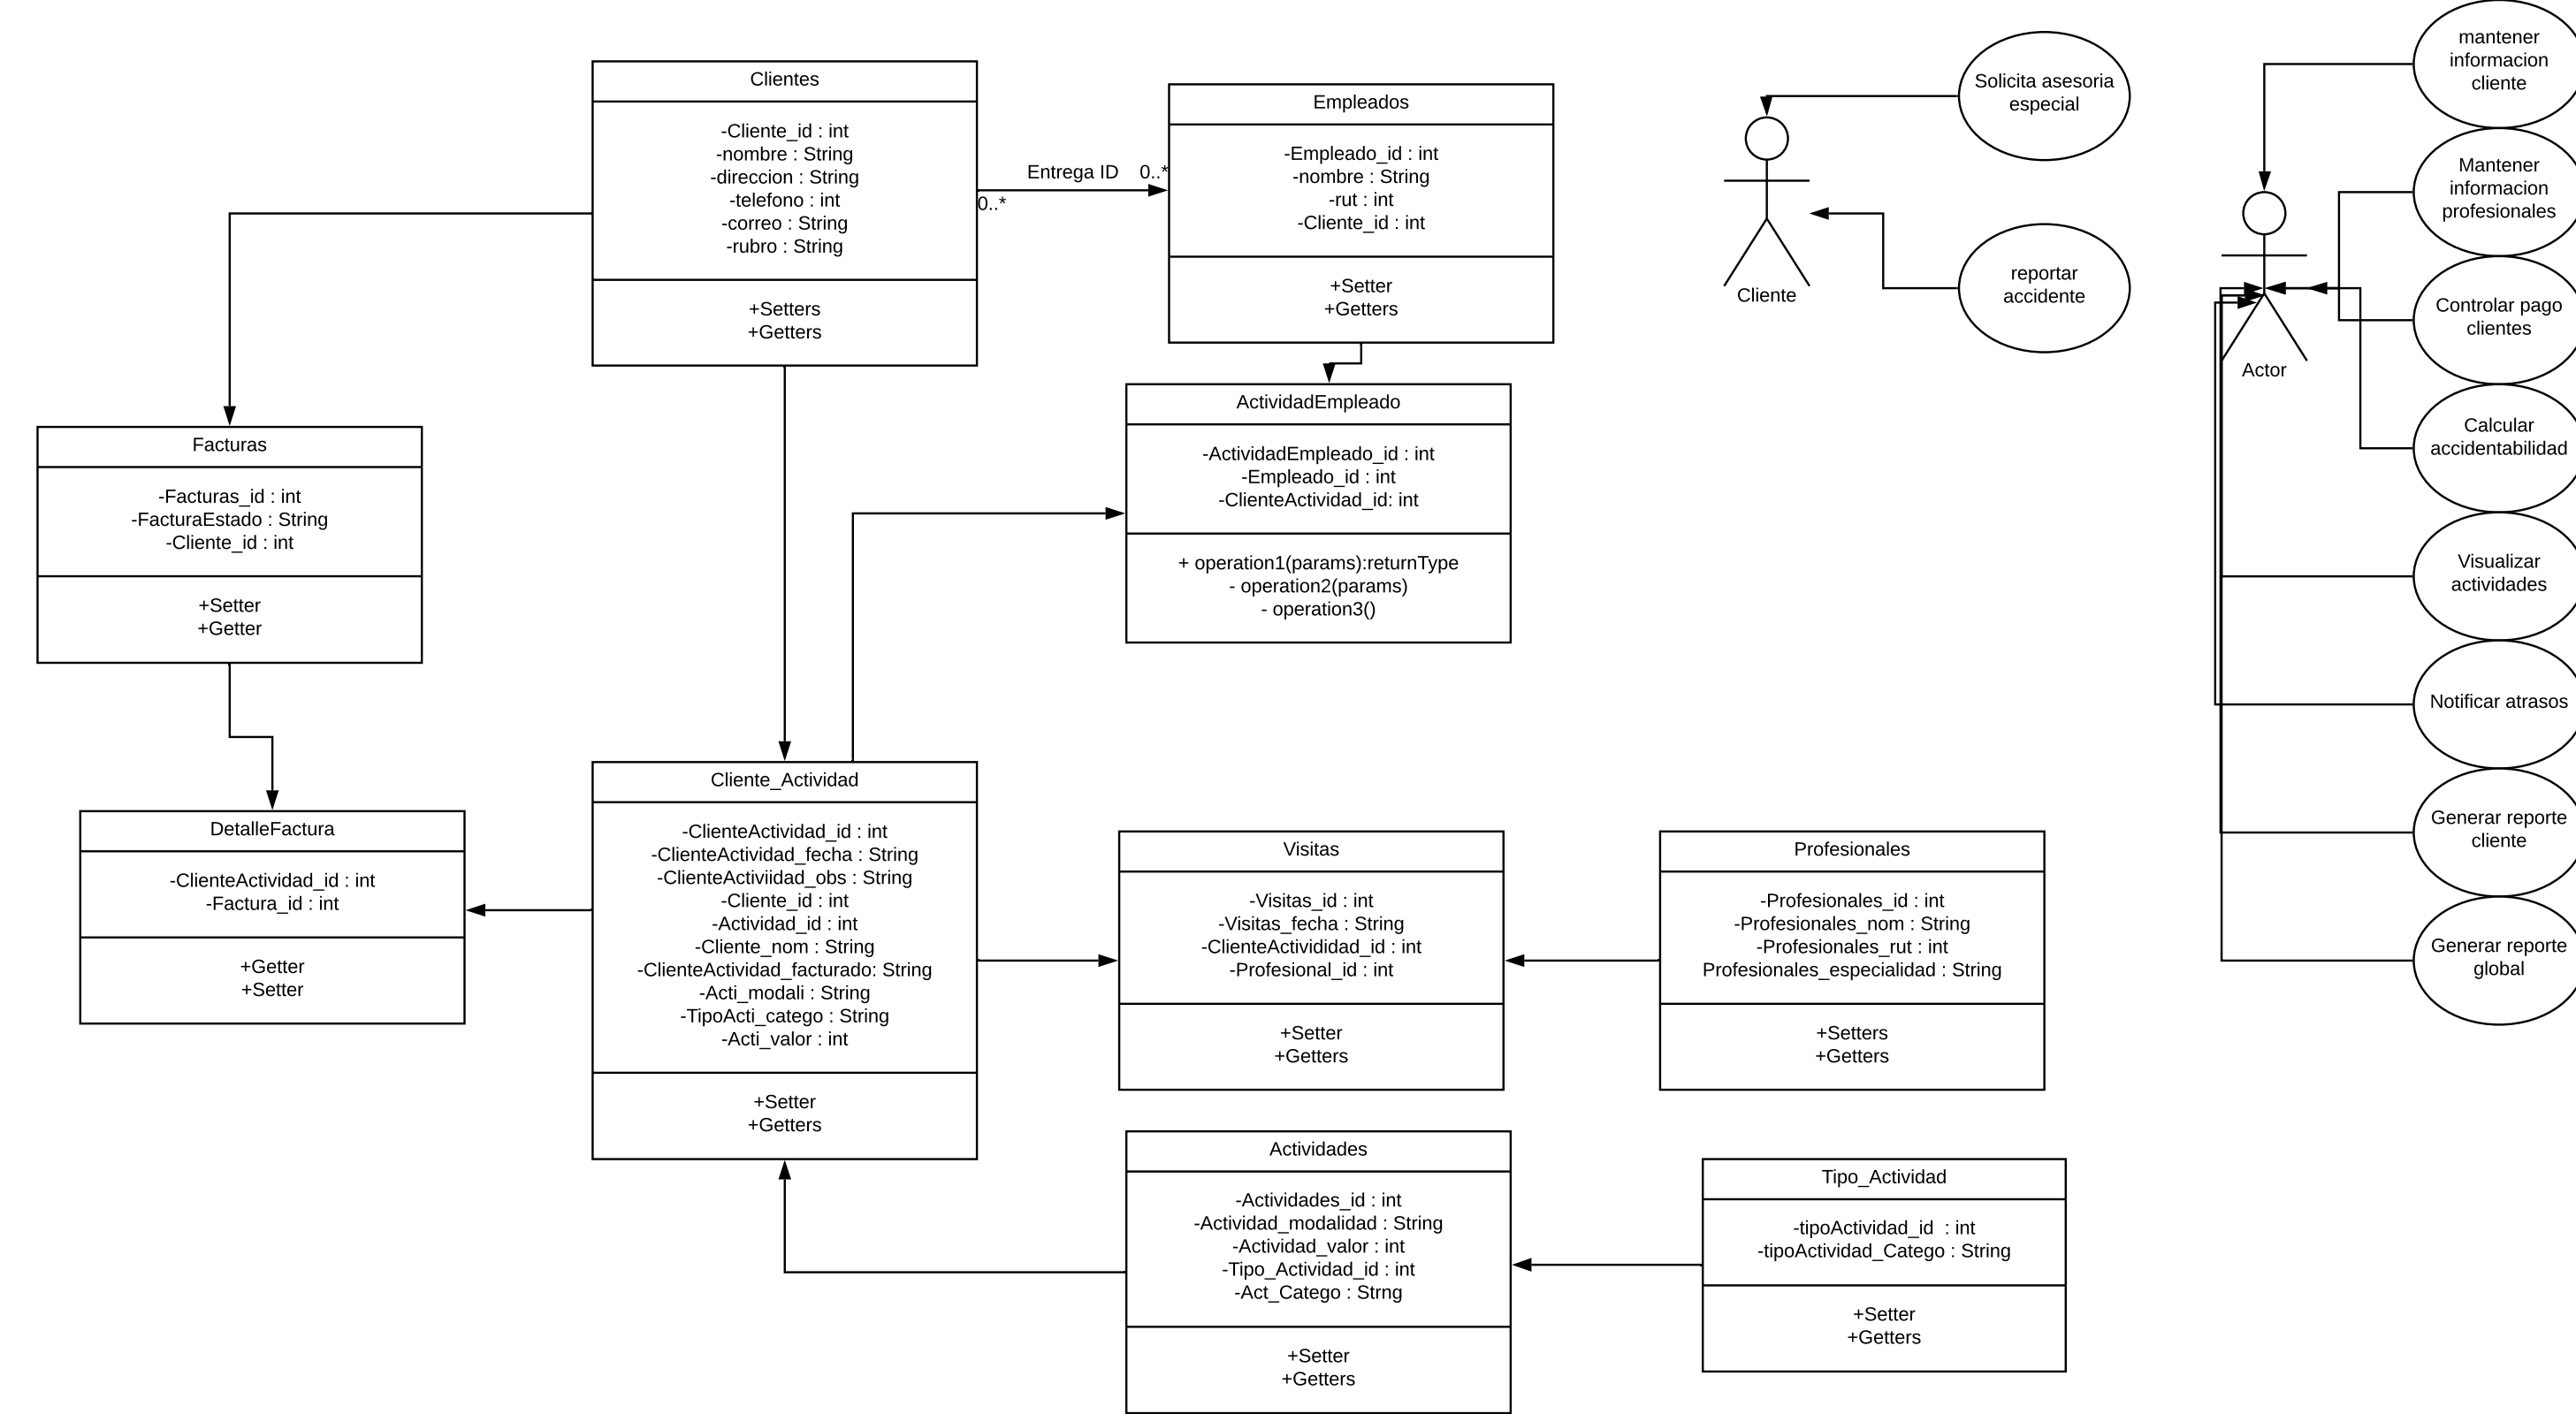 Clientes
-Cliente_id : int
-nombre : String
-direccion : String
-telefono : int
-correo : String
-rubro : String
+Setters
+Getters
Entrega ID
0..*
0..*
Empleados
-Empleado_id : int
-nombre : String
-rut : int
-Cliente_id : int
+Setter
+Getters
ActividadEmpleado
-ActividadEmpleado_id : int
-Empleado_id : int
-ClienteActividad_id: int
+ operation1(params):returnType
- operation2(params)
- operation3()
Facturas
-Facturas_id : int
-FacturaEstado : String
-Cliente_id : int
+Setter
+Getter
DetalleFactura
-ClienteActividad_id : int
-Factura_id : int
+Getter
+Setter
Cliente_Actividad
-ClienteActividad_id : int
-ClienteActividad_fecha : String
-ClienteActiviidad_obs : String
-Cliente_id : int
-Actividad_id : int
-Cliente_nom : String
-ClienteActividad_facturado: String
-Acti_modali : String
-TipoActi_catego : String
-Acti_valor : int
+Setter
+Getters
Visitas
-Visitas_id : int
-Visitas_fecha : String
-ClienteActivididad_id : int
-Profesional_id : int
+Setter
+Getters
Profesionales
-Profesionales_id : int
-Profesionales_nom : String
-Profesionales_rut : int
Profesionales_especialidad : String
+Setters
+Getters
Actividades
-Actividades_id : int
-Actividad_modalidad : String
-Actividad_valor : int
-Tipo_Actividad_id : int
-Act_Catego : Strng
+Setter
+Getters
Tipo_Actividad
-tipoActividad_id  : int
-tipoActividad_Catego : String
+Setter
+Getters
Solicita asesoria
especial
reportar
accidente
Cliente
mantener
informacion
cliente
Mantener
informacion
profesionales
Controlar pago
clientes
Calcular
accidentabilidad
Actor
Visualizar
actividades
Notificar atrasos
Generar reporte
cliente
Generar reporte
global